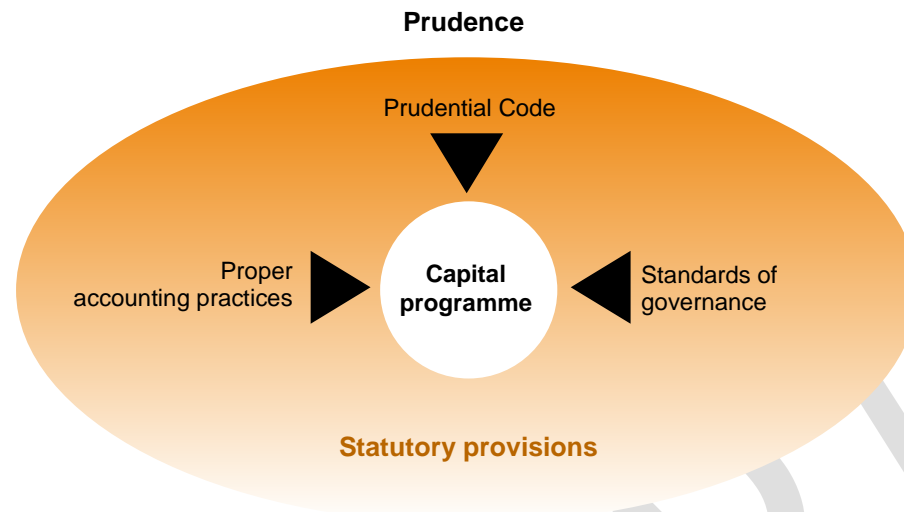 Prudence
Prudential Code
Proper
accounting practices
Capital
programme
Standards of
governance
Statutory provisions